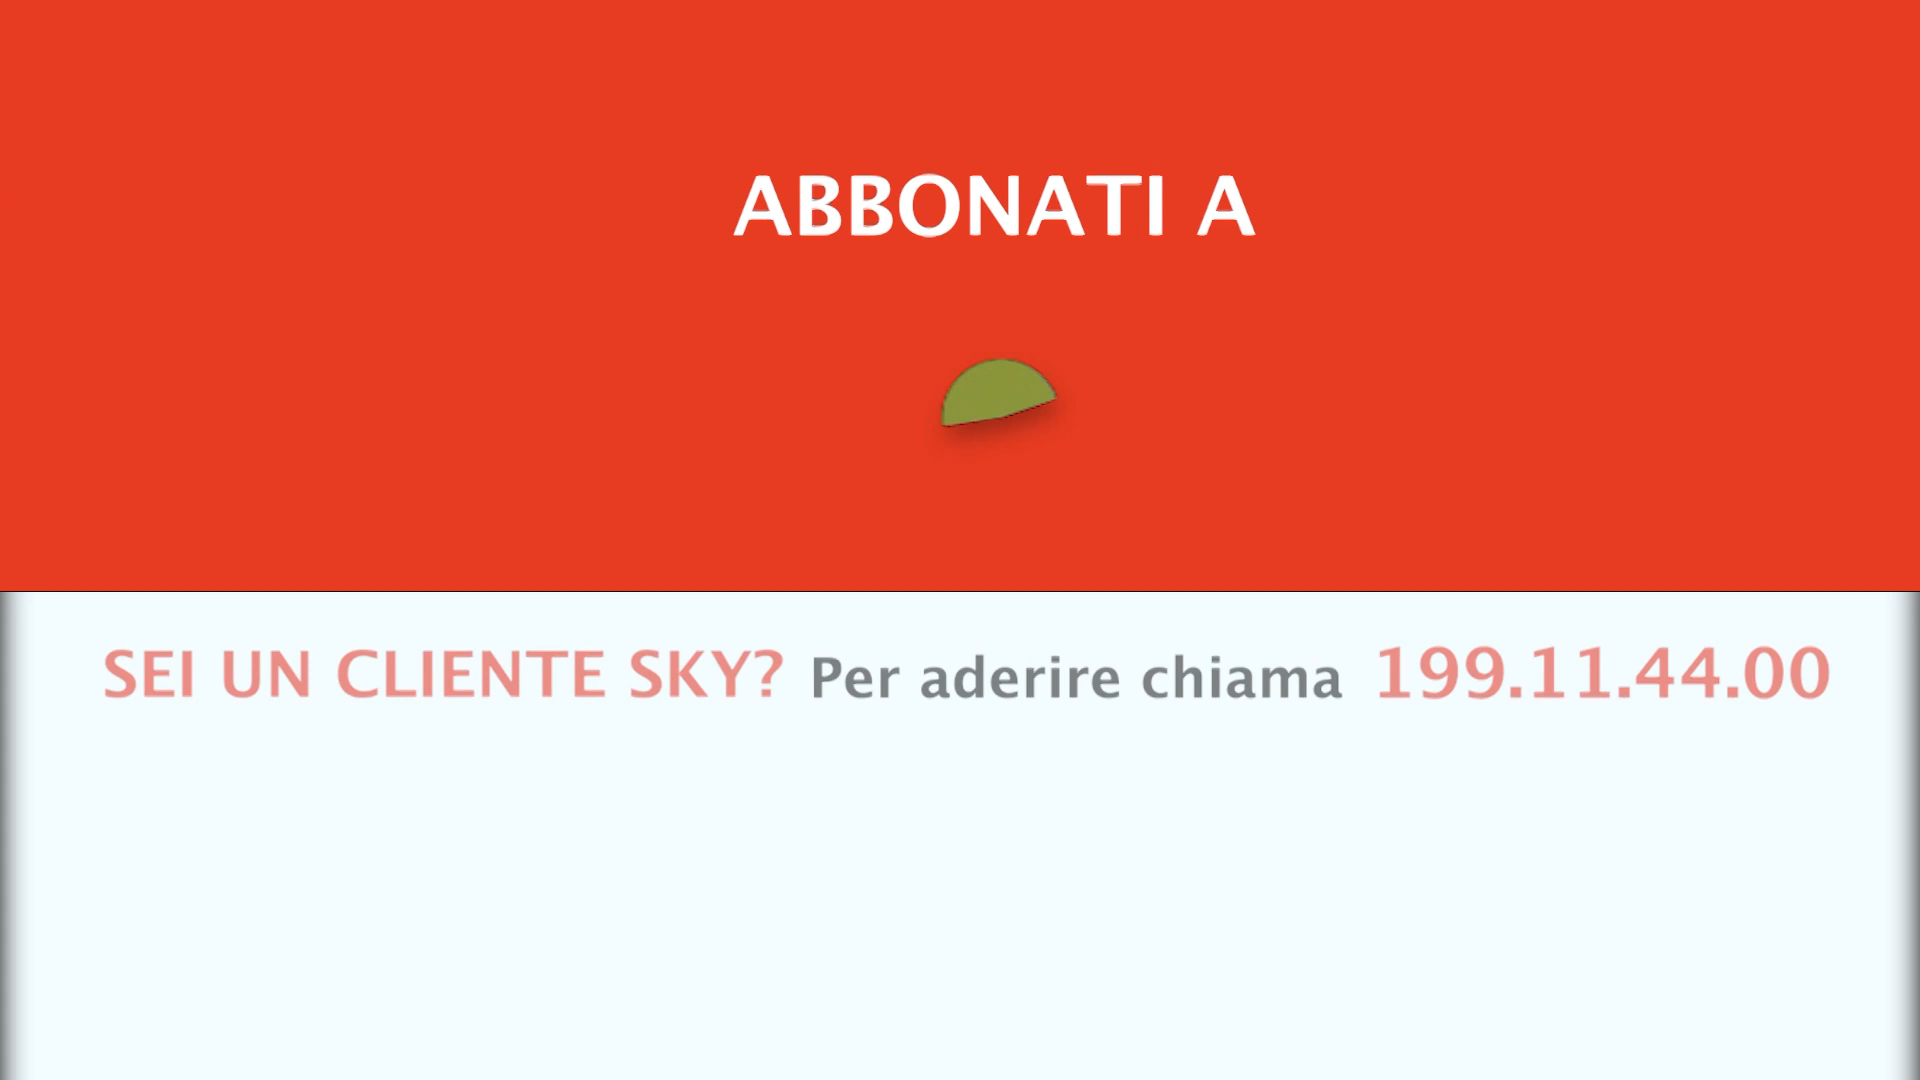 ABBONATI A
SEI UN CLIENTE SKY? Per aderire chiama 199.11.44.00